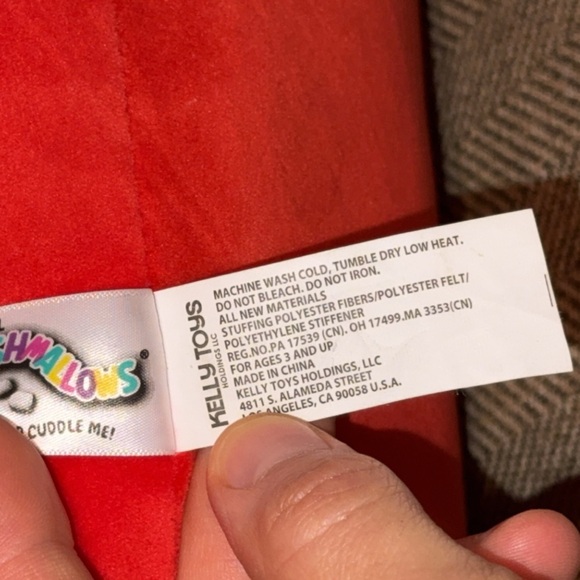 CUDDLE ME!
KELLY TOYS
HOLDINGS LLC
MACHINE WASH COLD, TUMBLE DRY LOW HEAT.
DO NOT BLEACH. DO NOT IRON.
ALL NEW MATERIALS
STUFFING POLYESTER FIBERS/POLYESTER FELT/
POLYETHYLENE STIFFENER
REG.NO.PA 17539 (CN). OH 17499.MA 3353(CN)
FOR AGES 3 AND UP
MADE IN CHINA
KELLY TOYS HOLDINGS, LLC
4811 S. ALAMEDA STREET
LOS ANGELES, CA 90058 U.S.A.